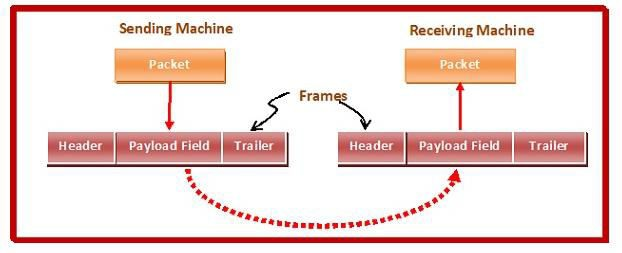 Sending Machine
Receiving Machine
Packet
Packet
Frames
Header Payload Field Trailer
Header Payload Field Trailer